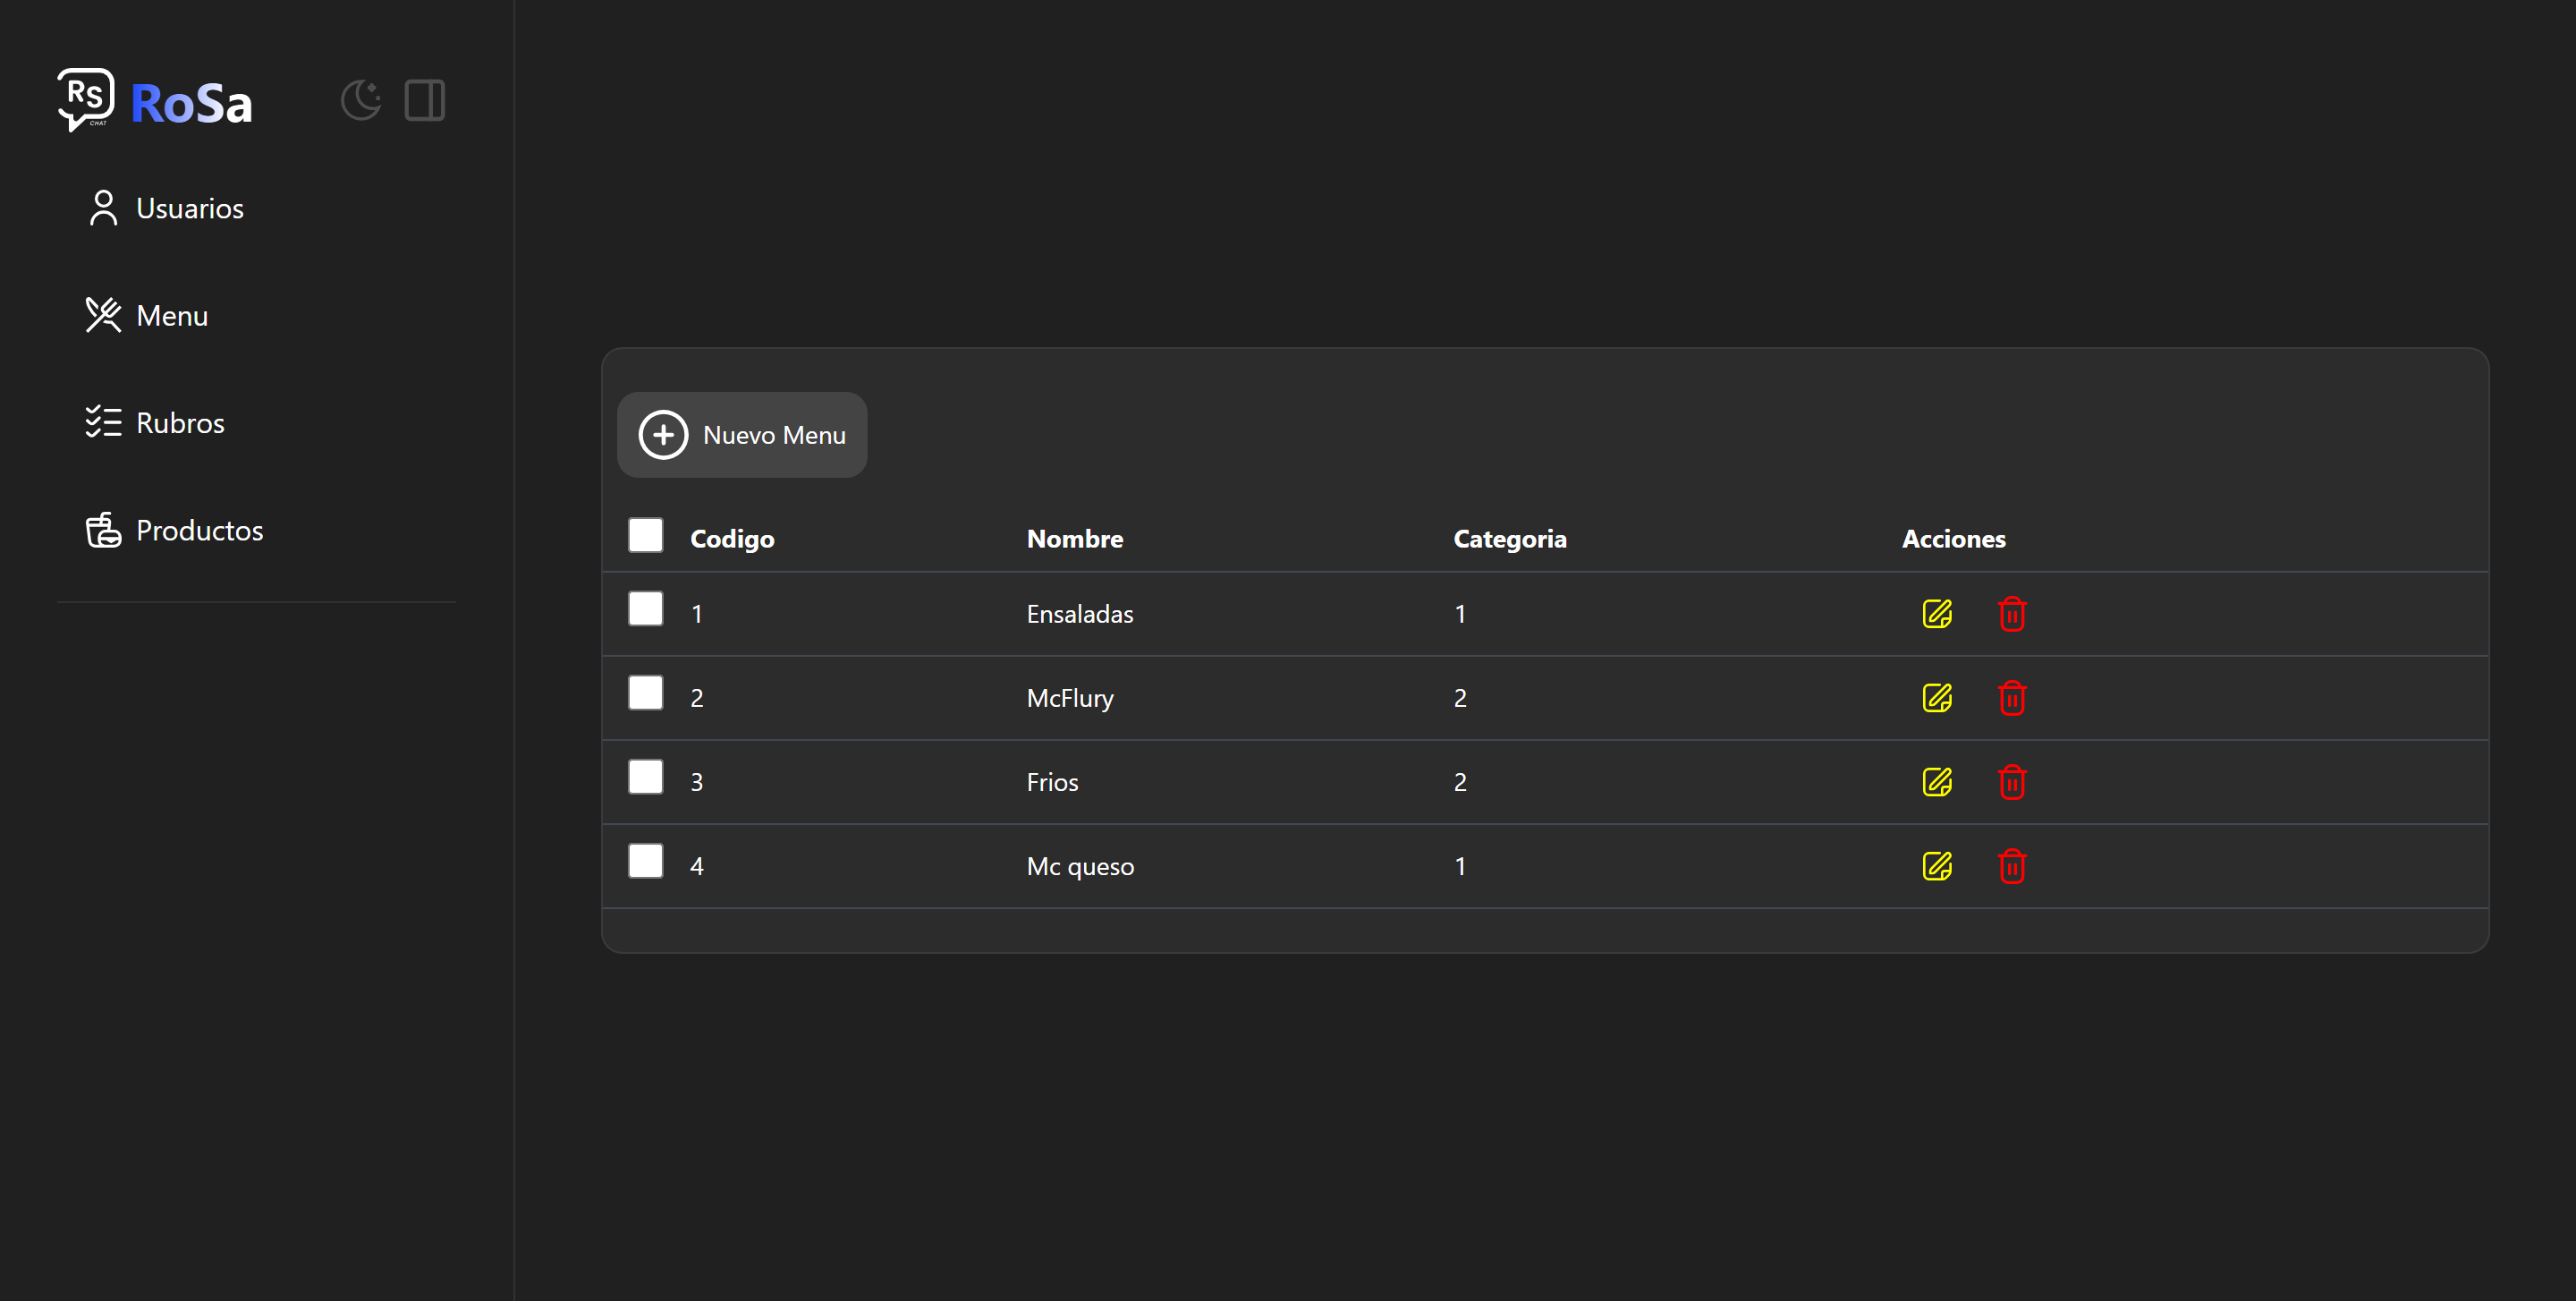 RS
CHAT
RoSa
Usuarios
Menu
Rubros
Productos
Nuevo Menu
Codigo Nombre Categoria Acciones
1 Ensaladas 1
2 McFlury 2
3 Frios 2
4 Mc queso 1